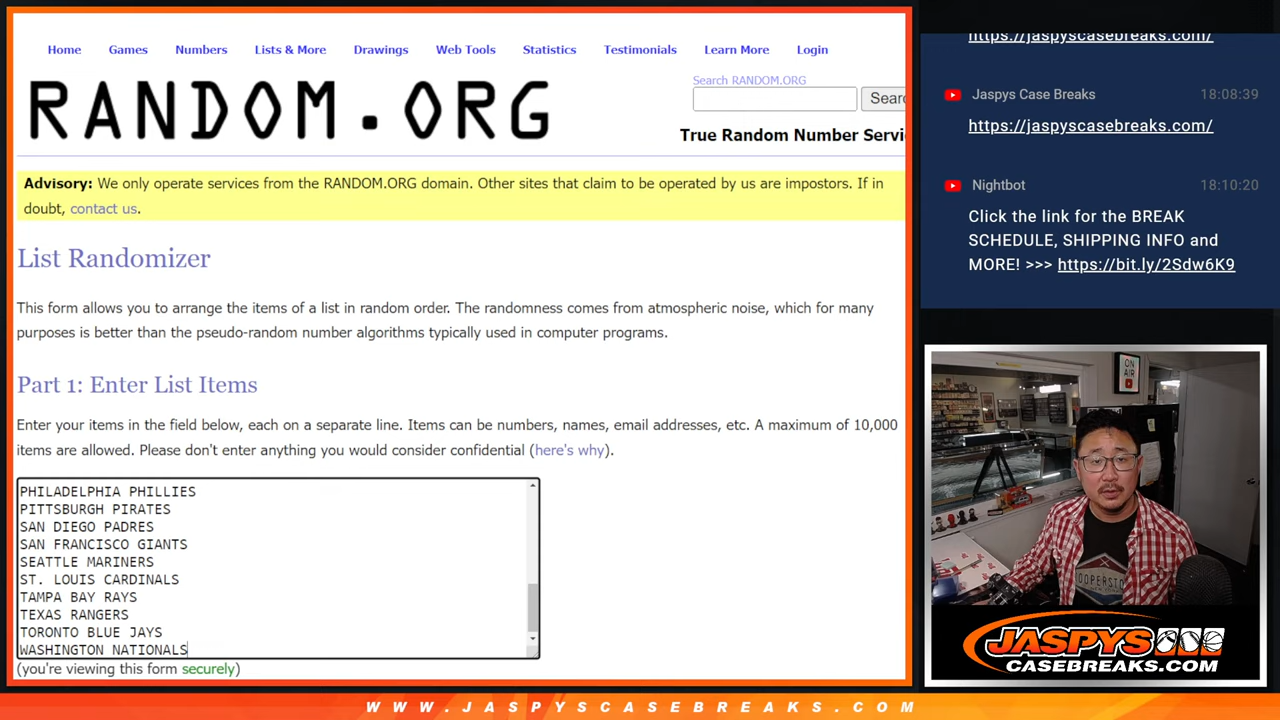 Home Games Numbers Lists & More Drawings Web Tools Statistics Testimonials Learn More Login
RANDOM.ORG
Search RANDOM.ORG
Searc
True Random Number Servi
Advisory: We only operate services from the RANDOM.ORG domain. Other sites that claim to be operated by us are impostors. If in
doubt, contact us.
List Randomizer
This form allows you to arrange the items of a list in random order. The randomness comes from atmospheric noise, which for many
purposes is better than the pseudo-random number algorithms typically used in computer programs.
Part 1: Enter List Items
Enter your items in the field below, each on a separate line. Items can be numbers, names, email addresses, etc. A maximum of 10,000
items are allowed. Please don't enter anything you would consider confidential (here's why).
PHILADELPHIA PHILLIES
PITTSBURGH PIRATES
SAN DIEGO PADRES
SAN FRANCISCO GIANTS
SEATTLE MARINERS
ST. LOUIS CARDINALS
TAMPA BAY RAYS
TEXAS RANGERS
TORONTO BLUE JAYS
WASHINGTON NATIONALS
(you're viewing this form securely)
https://jaspyscasebreaks.com/
Jaspys Case Breaks 18:08:39
https://jaspyscasebreaks.com/
Nightbot 18:10:20
Click the link for the BREAK
SCHEDULE, SHIPPING INFO and
MORE! >>> https://bit.ly/2Sdw6K9
ON
AIR
JASPYS
CASEBREAKS.COM
WWW.JASPYSCASEBREAKS.COM